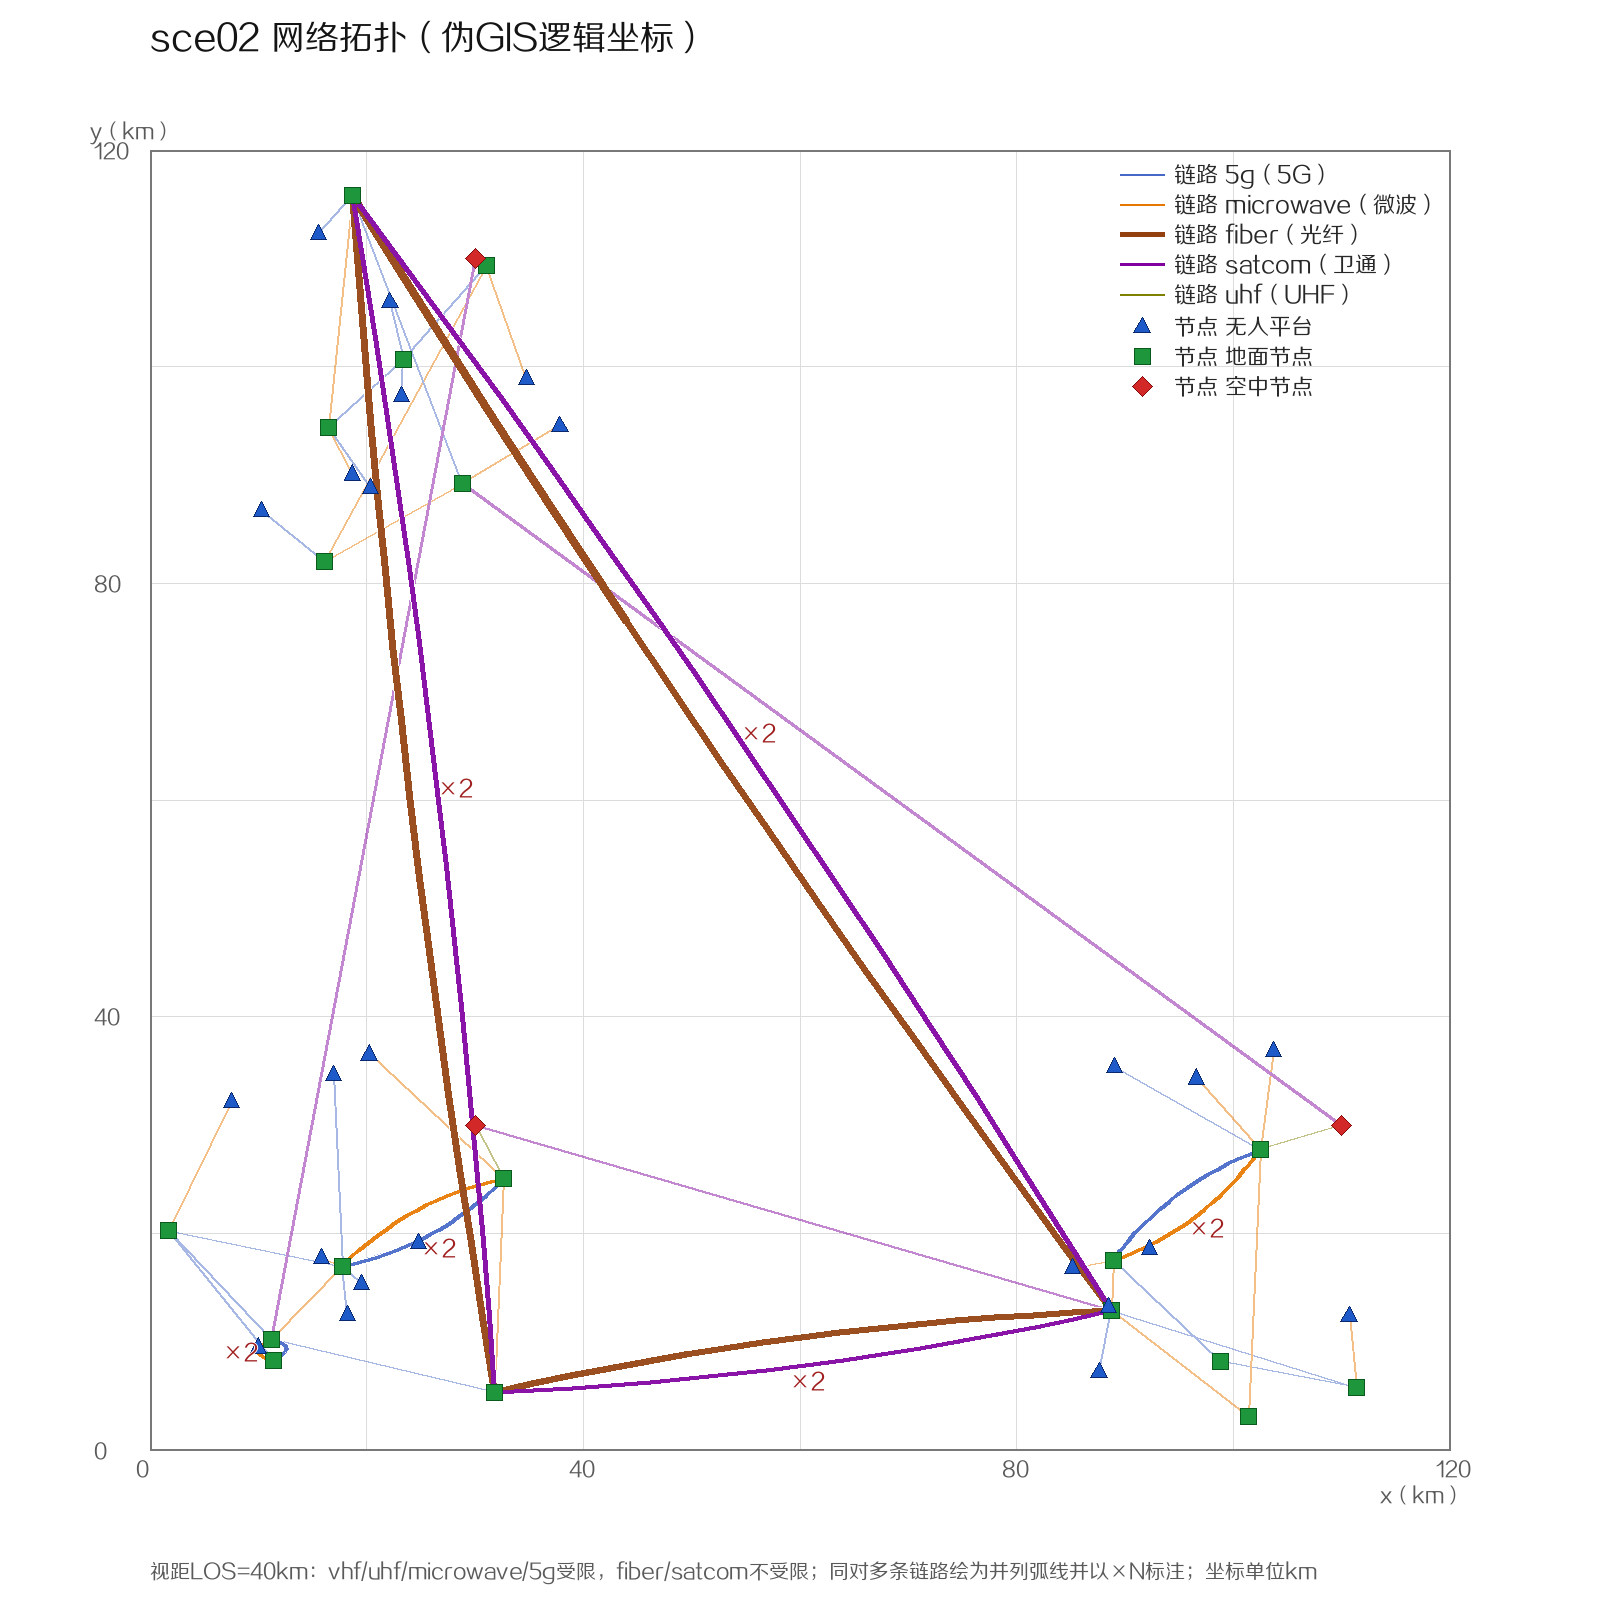 sce02 网络拓扑（伪GIS逻辑坐标）
y（km）
120
链路 5g（5G）
链路 microwave（微波）
链路 fiber（光纤）
链路 satcom（卫通）
链路 uhf（UHF）
节点 无人平台
节点 地面节点
节点 空中节点
80
×2
×2
40
×2
×2
×2
×2
0
0
40
80
120
x（km）
视距LOS=40km：vhf/uhf/microwave/5g受限，fiber/satcom不受限；同对多条链路绘为并列弧线并以×N标注；坐标单位km